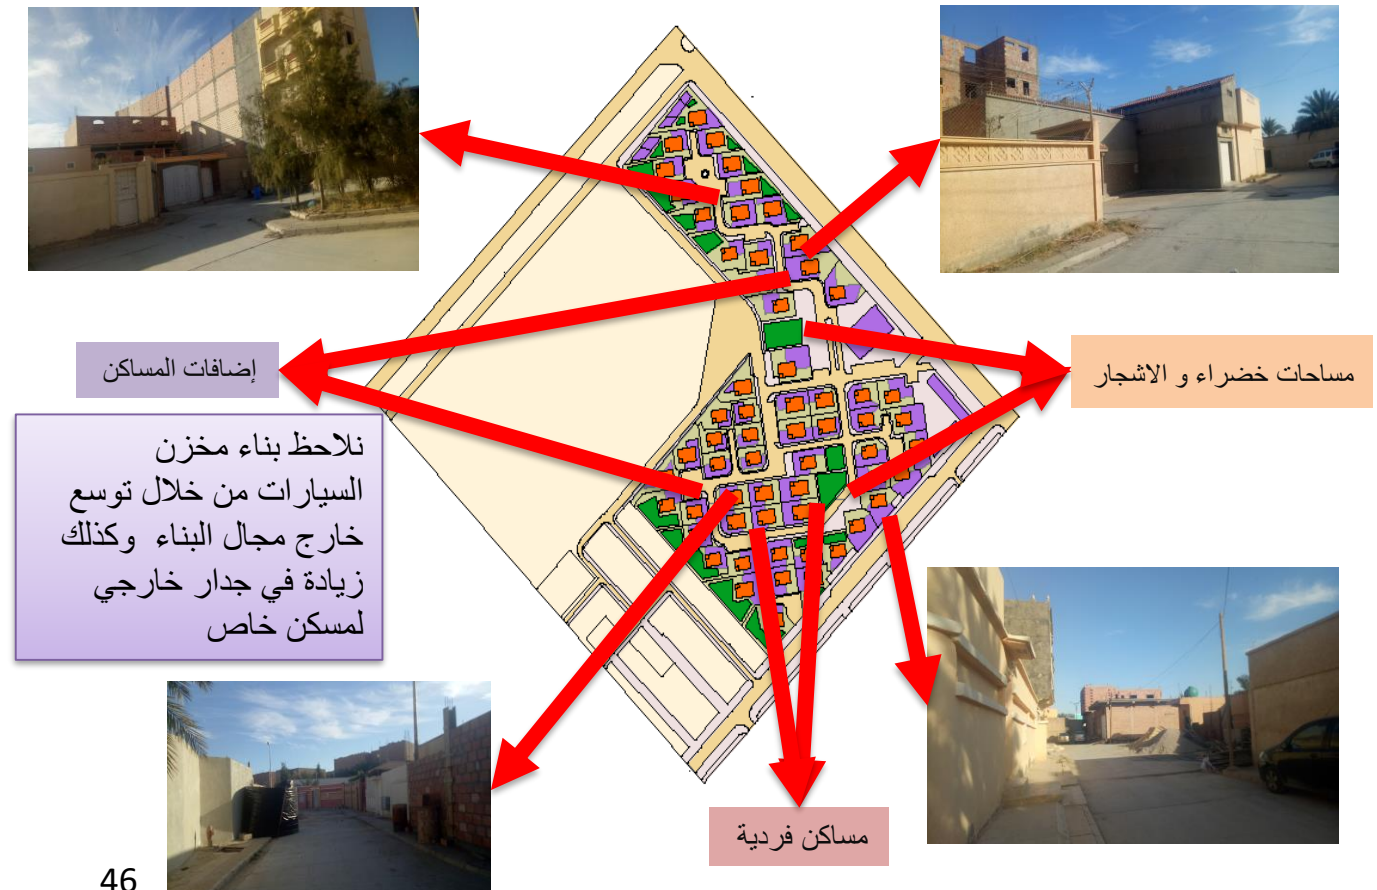 إضافات المساكن
مساحات خضراء و الاشجار
نلاحظ بناء مخزن
السيارات من خلال توسع
خارج مجال البناء وكذلك
زيادة في جدار خارجي
لمسكن خاص
مساكن فردية
46